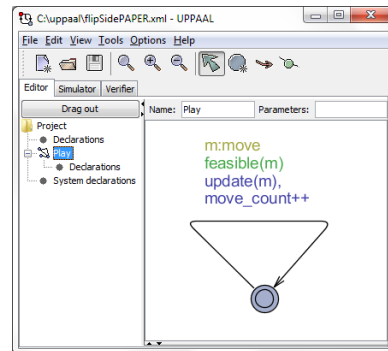 C:\uppaal\flipSidePAPER.xml - UPPAAL
File Edit View Tools Options Help
Editor Simulator Verifier
Drag out
Name: Play Parameters:
Project
Declarations
Play
Declarations
System declarations
m:move
feasible(m)
update(m),
move_count++